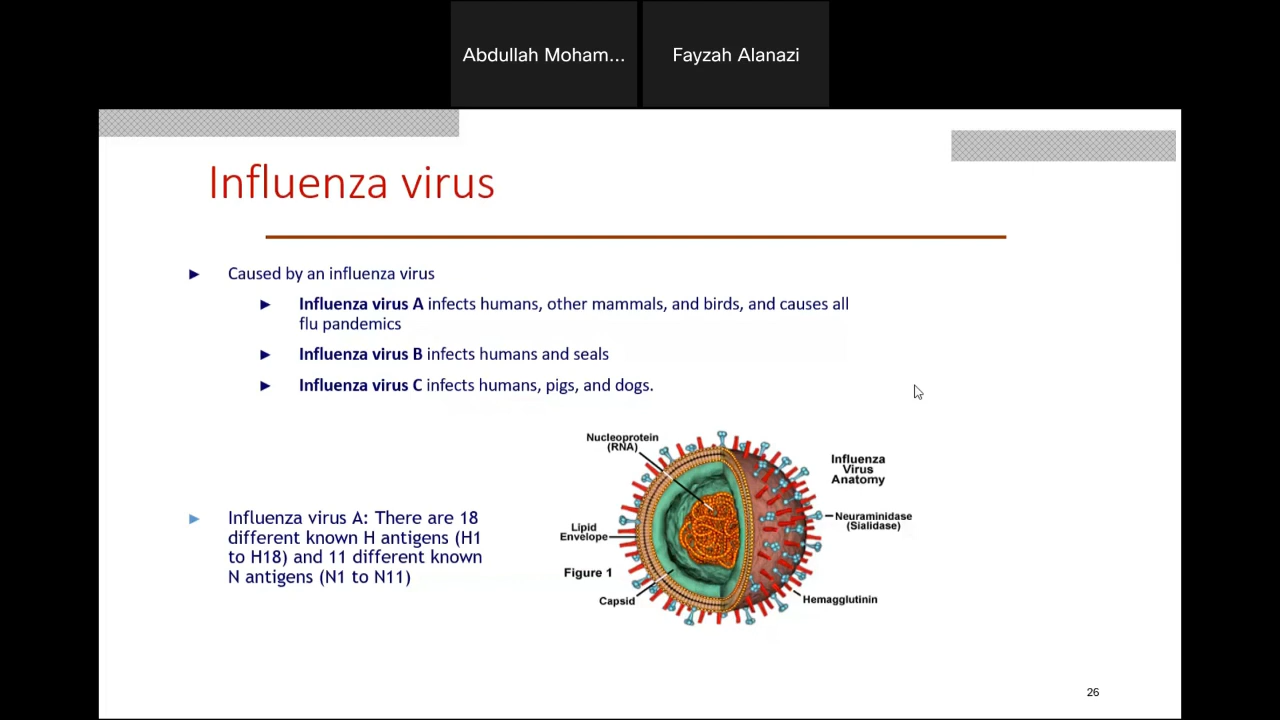 Abdullah Moham...
Fayzah Alanazi
Influenza virus
► Caused by an influenza virus
► Influenza virus A infects humans, other mammals, and birds, and causes all
flu pandemics
► Influenza virus B infects humans and seals
► Influenza virus C infects humans, pigs, and dogs.
► Influenza virus A: There are 18
different known H antigens (H1
to H18) and 11 different known
N antigens (N1 to N11)
Nucleoprotein
(RNA)
Lipid
Envelope
Figure 1
Capsid
Influenza
Virus
Anatomy
Neuraminidase
(Sialidase)
Hemagglutinin
26